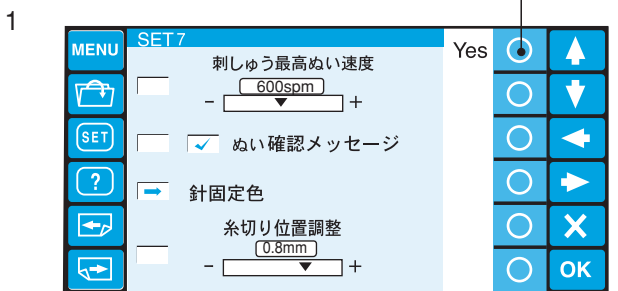 1
MENU
SET7
Yes
刺しゅう最高ぬい速度
600spm
- +
SET
ぬい確認メッセージ
?
針固定色
糸切り位置調整
0.8mm
- +
OK